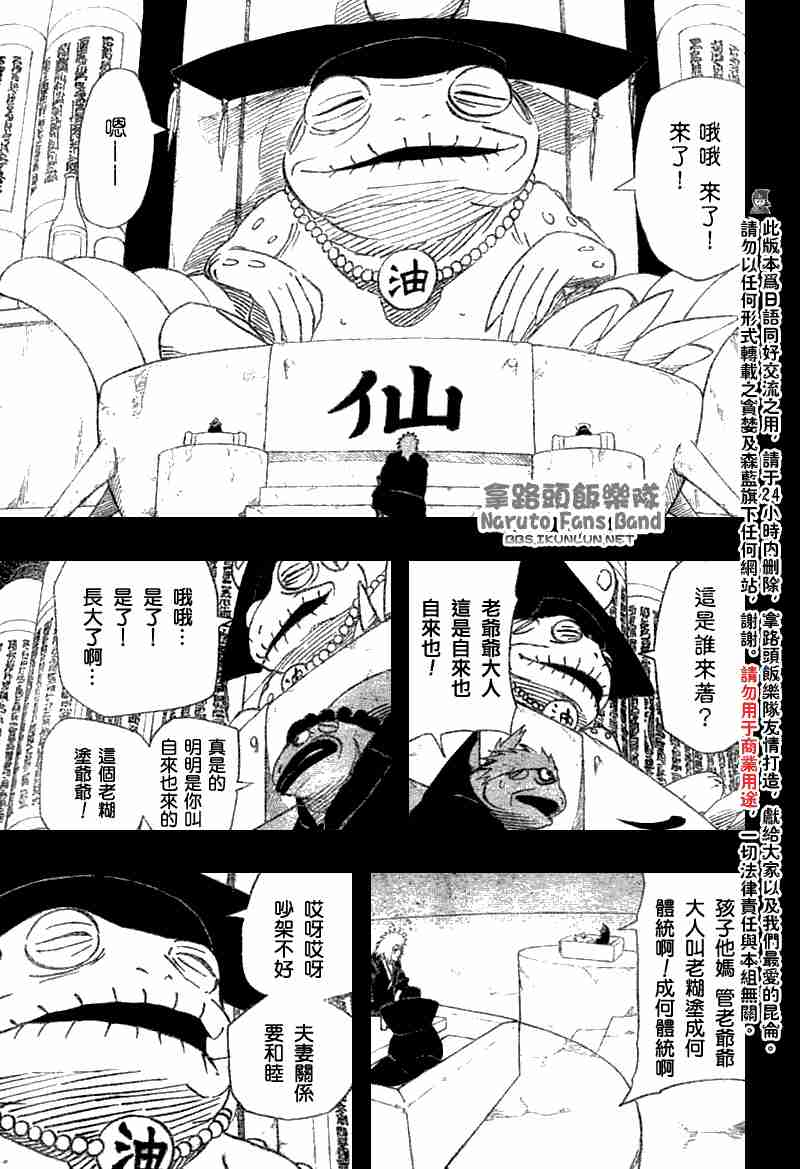 哦哦 來了！
來了！
嗯——
油
仙
拿路頭飯樂隊
Naruto Fans Band
BBS.IKUNLUN.NET
這是誰來著？
老爺爺大人
這是自來也
自來也！
哦哦…
是了！
是了！
長大了啊…
真是的
明明是你叫
自來也來的
這個老糊
塗爺爺！
孩子他媽 管老爺爺
大人叫老糊塗成何
體統啊！成何體統啊
哎呀哎呀
吵架不好
夫妻關係
要和睦
油
此版本爲日語同好交流之用，請于24小時内删除，拿路頭飯樂隊友情打造，獻給大家以及我們最愛的昆侖。
請勿以任何形式轉載之貪婪及森藍旗下任何網站，謝謝。請勿用于商業用途，一切法律責任與本組無關。